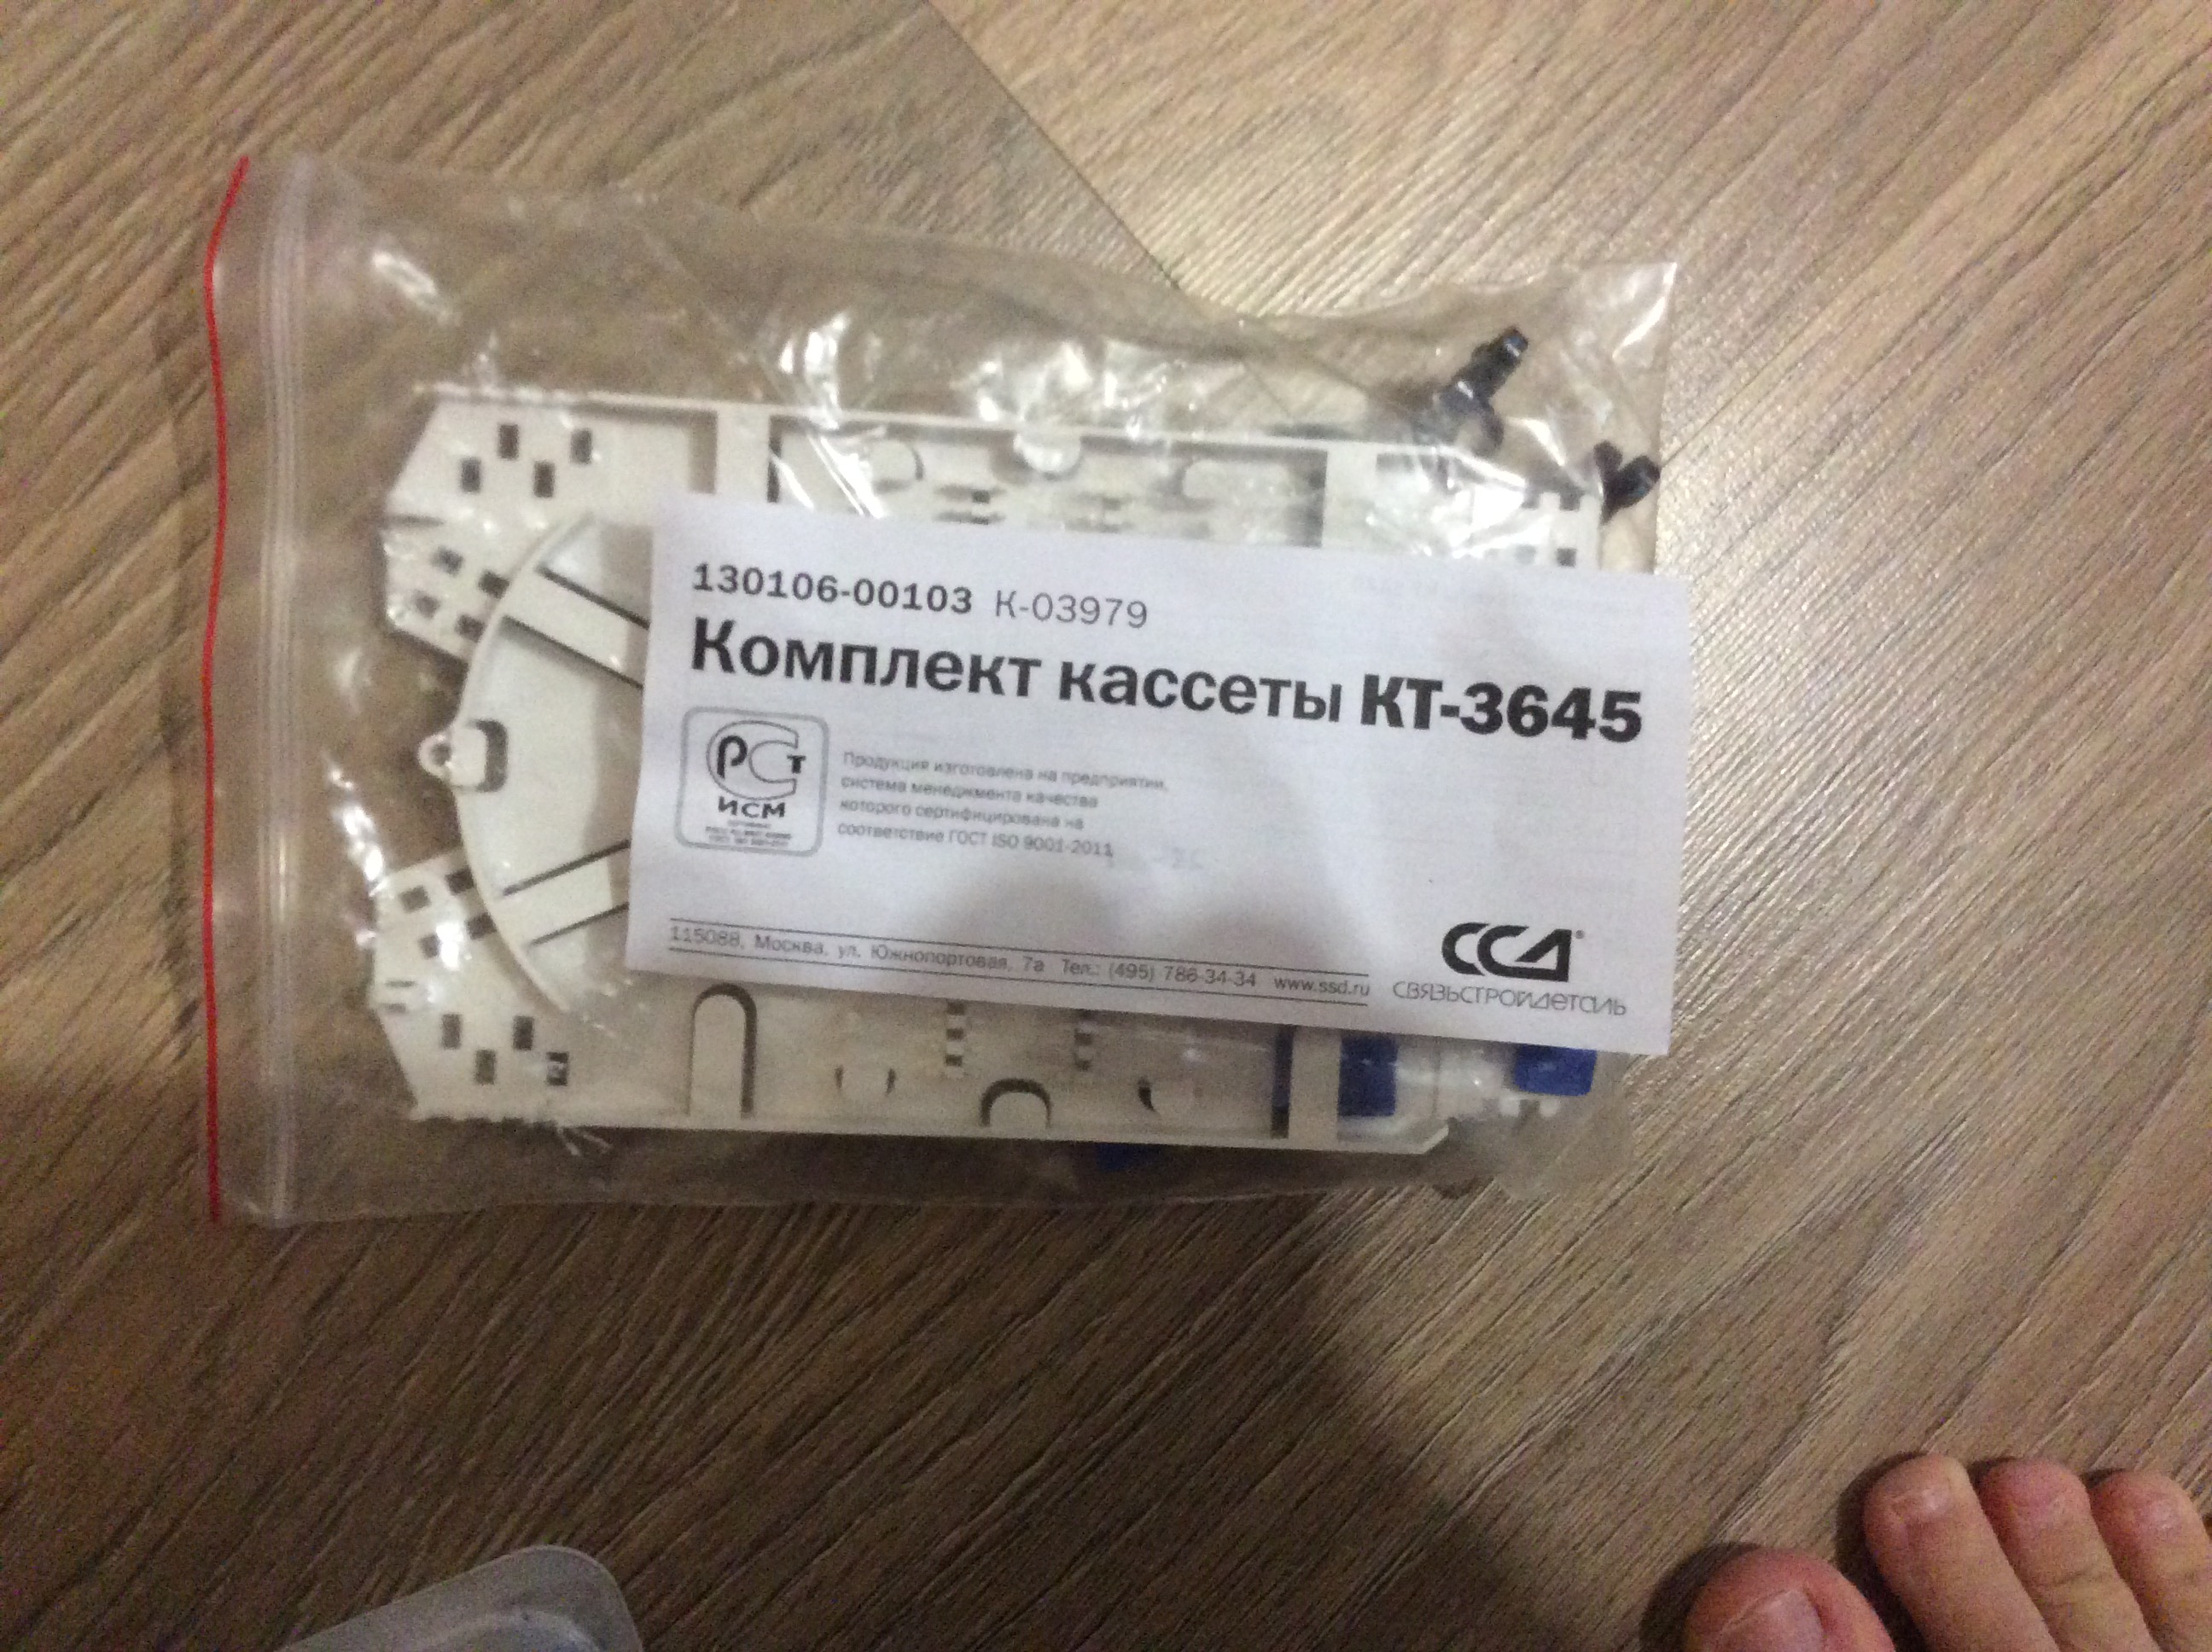 130106-00103 К-03979
Комплект кассеты КТ-3645
РСТ
ИСМ
Продукция изготовлена на предприятии,
система менеджмента качества
которого сертифицирована на
соответствие ГОСТ ISO 9001-2011
115088, Москва, ул. Южнопортовая, 7а Тел.: (495) 786-34-34 www.ssd.ru
ССД
СВЯЗЬСТРОЙДЕТАЛЬ